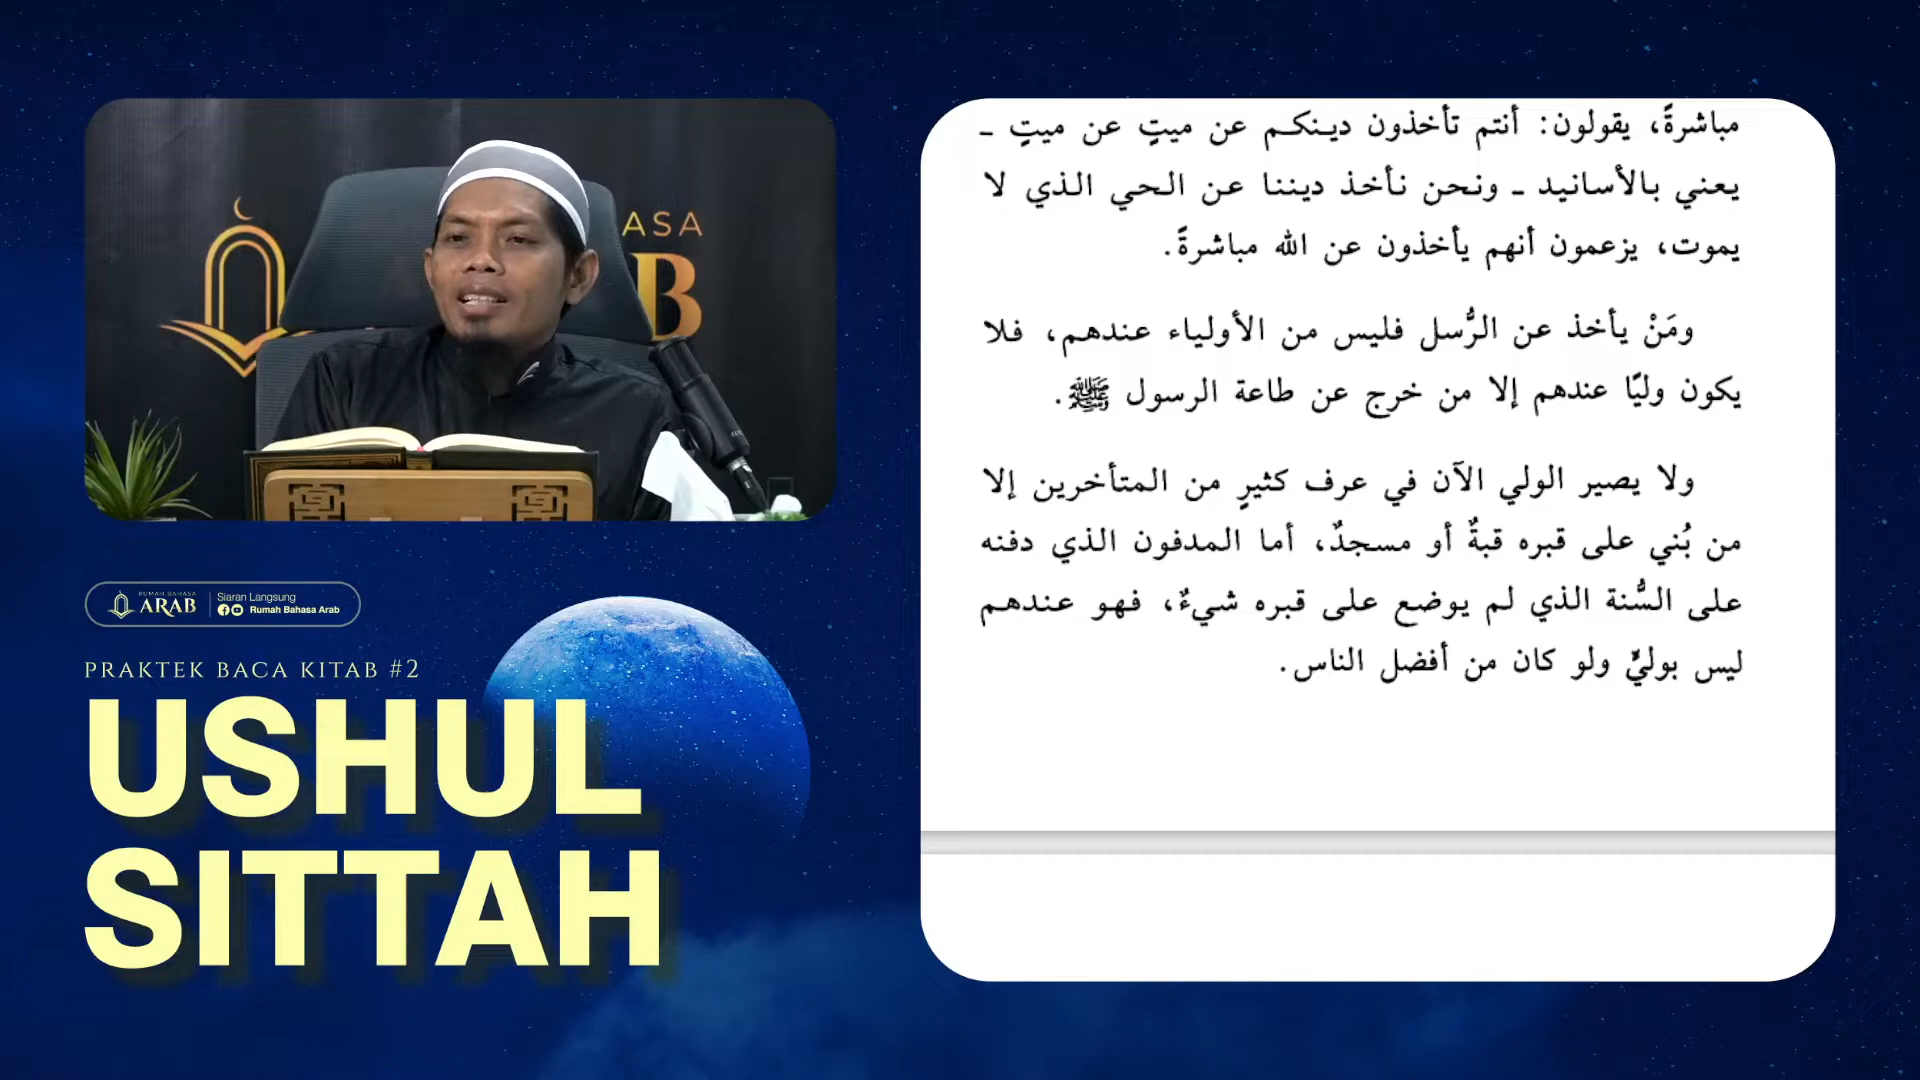 ASA
AB
RUMAH BAHASA
ARAB
Siaran Langsung
Rumah Bahasa Arab
PRAKTEK BACA KITAB #2
USHUL
SITTAH
مباشرةً، يقولون: أنتم تأخذون دينكم عن ميتٍ عن ميتٍ ـ
يعني بالأسانيد ـ ونحن نأخذ ديننا عن الحي الذي لا
يموت، يزعمون أنهم يأخذون عن الله مباشرةً.
ومَنْ يأخذ عن الرُّسل فليس من الأولياء عندهم، فلا
يكون وليًا عندهم إلا من خرج عن طاعة الرسول ﷺ.
ولا يصير الولي الآن في عرف كثيرٍ من المتأخرين إلا
من بُني على قبره قبةٌ أو مسجدٌ، أما المدفون الذي دفنه
على السُّنة الذي لم يوضع على قبره شيءٌ، فهو عندهم
ليس بوليٍّ ولو كان من أفضل الناس.